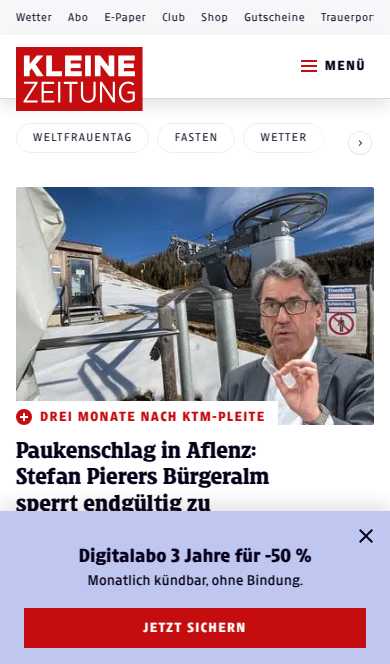 Wetter Abo E-Paper Club Shop Gutscheine Trauerpor
KLEINE
ZEITUNG
MENÜ
WELTFRAUENTAG FASTEN WETTER
DREI MONATE NACH KTM-PLEITE
Paukenschlag in Aflenz:
Stefan Pierers Bürgeralm
sperrt endgültig zu
Digitalabo 3 Jahre für -50 %
Monatlich kündbar, ohne Bindung.
JETZT SICHERN